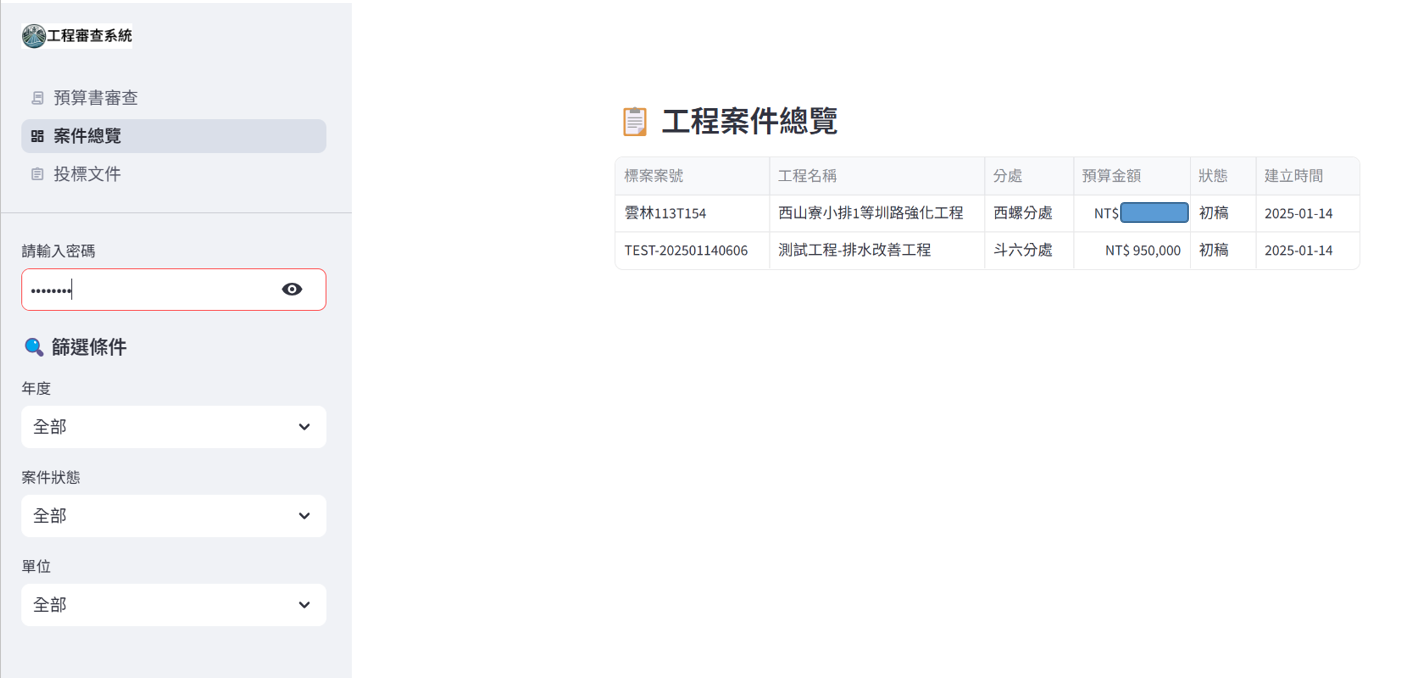 工程審查系統
預算書審查
案件總覽
投標文件
請輸入密碼
••••••••
篩選條件
年度
全部
案件狀態
全部
單位
全部
工程案件總覽
標案案號 工程名稱 分處 預算金額 狀態 建立時間
雲林113T154 西山寮小排1等圳路強化工程 西螺分處 NT$ 初稿 2025-01-14
TEST-202501140606 測試工程-排水改善工程 斗六分處 NT$ 950,000 初稿 2025-01-14